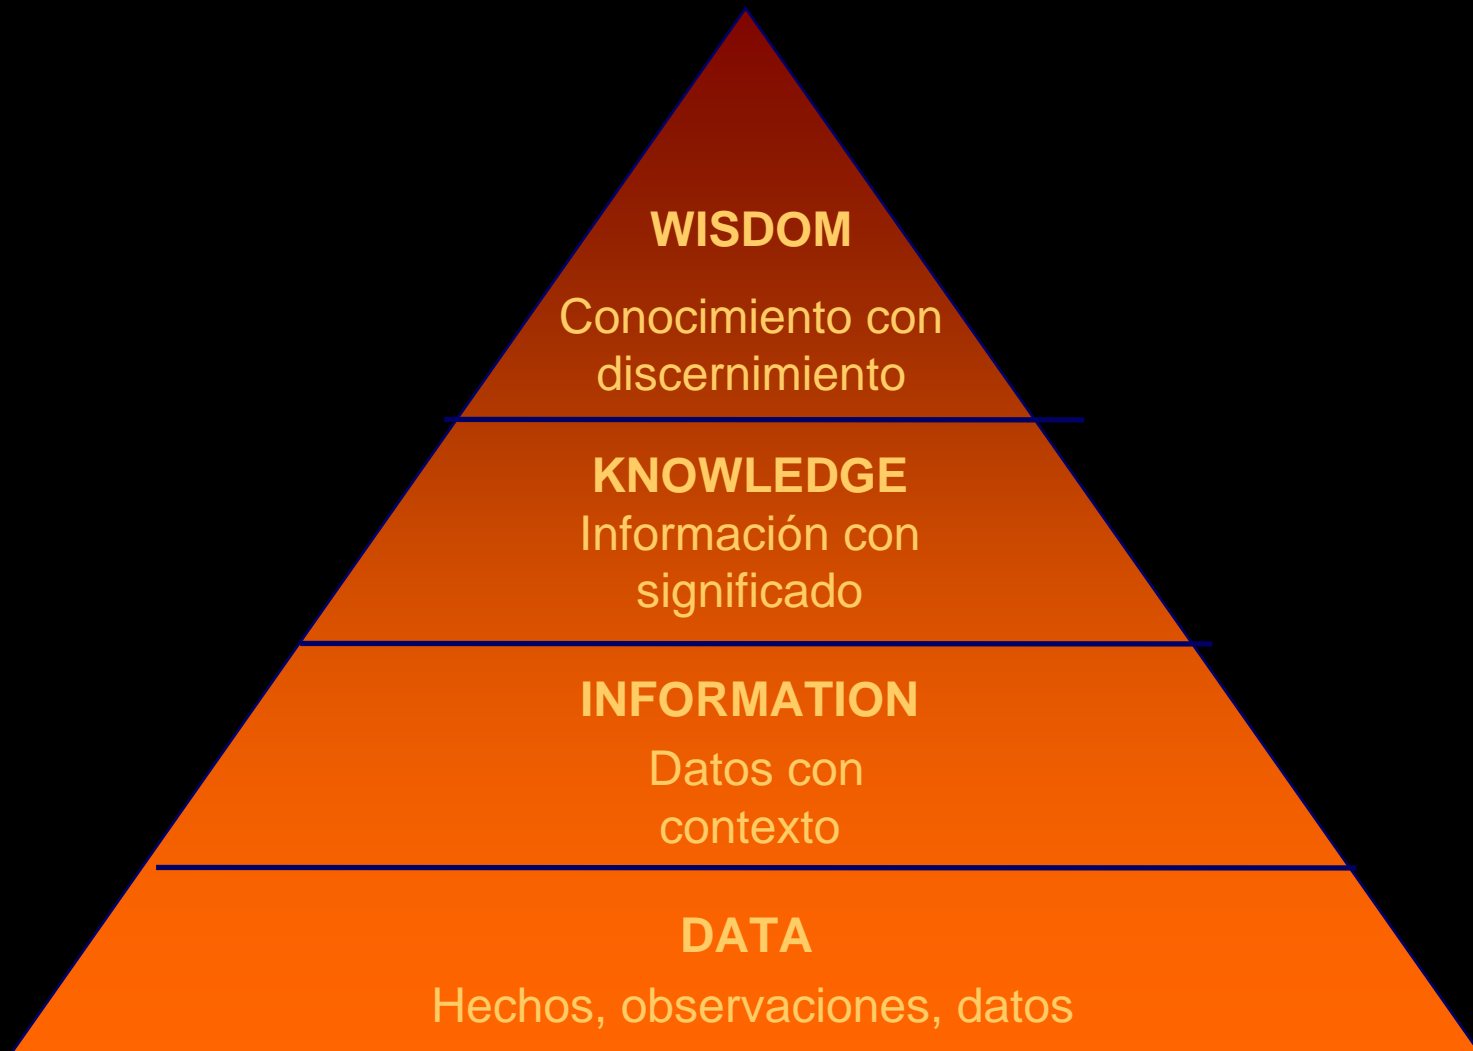 WISDOM
Conocimiento con
discernimiento
KNOWLEDGE
Información con
significado
INFORMATION
Datos con
contexto
DATA
Hechos, observaciones, datos